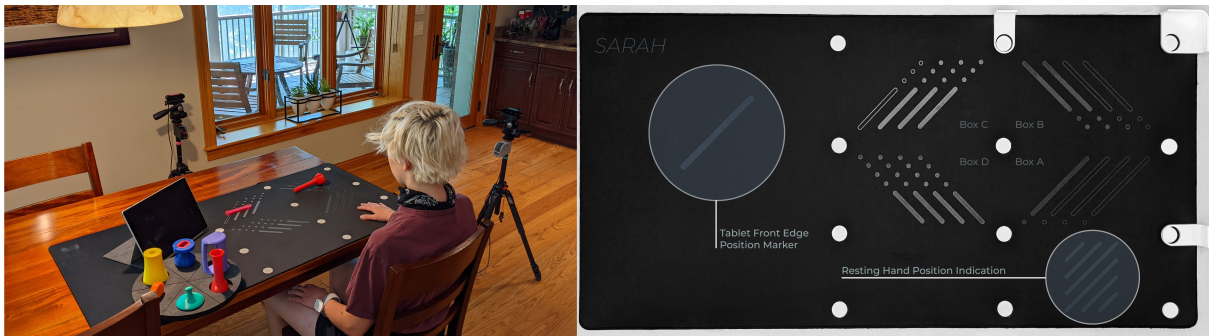 SARAH
Box C
Box B
Box D
Box A
Tablet Front Edge
Position Marker
Resting Hand Position Indication